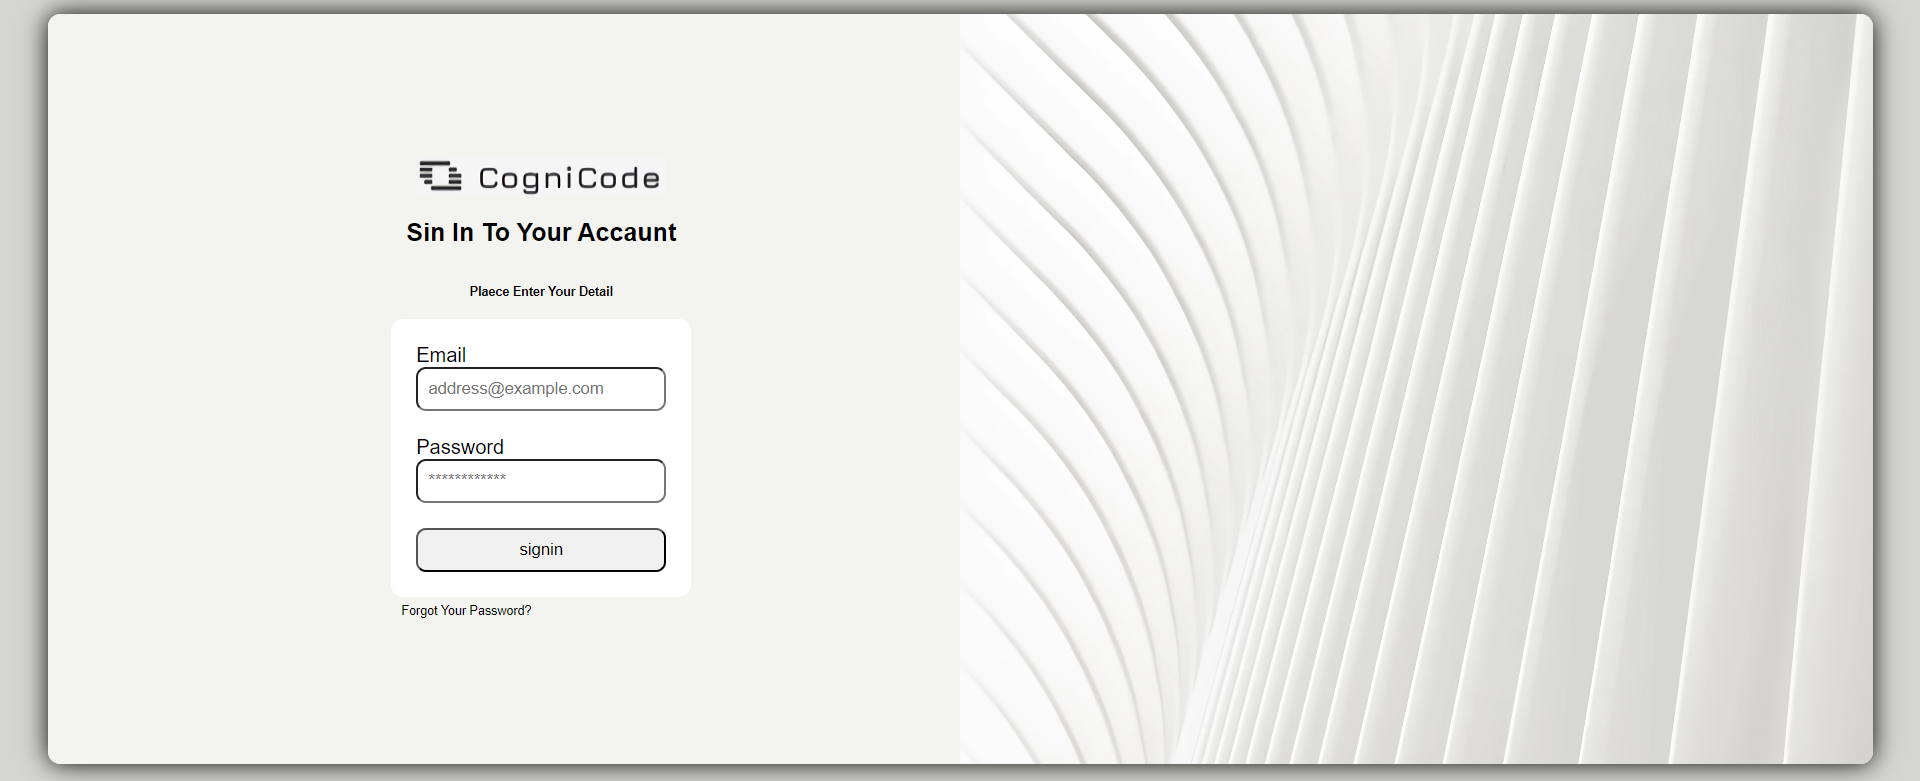 CogniCode
Sin In To Your Accaunt
Plaece Enter Your Detail
Email
address@example.com
Password
************
signin
Forgot Your Password?